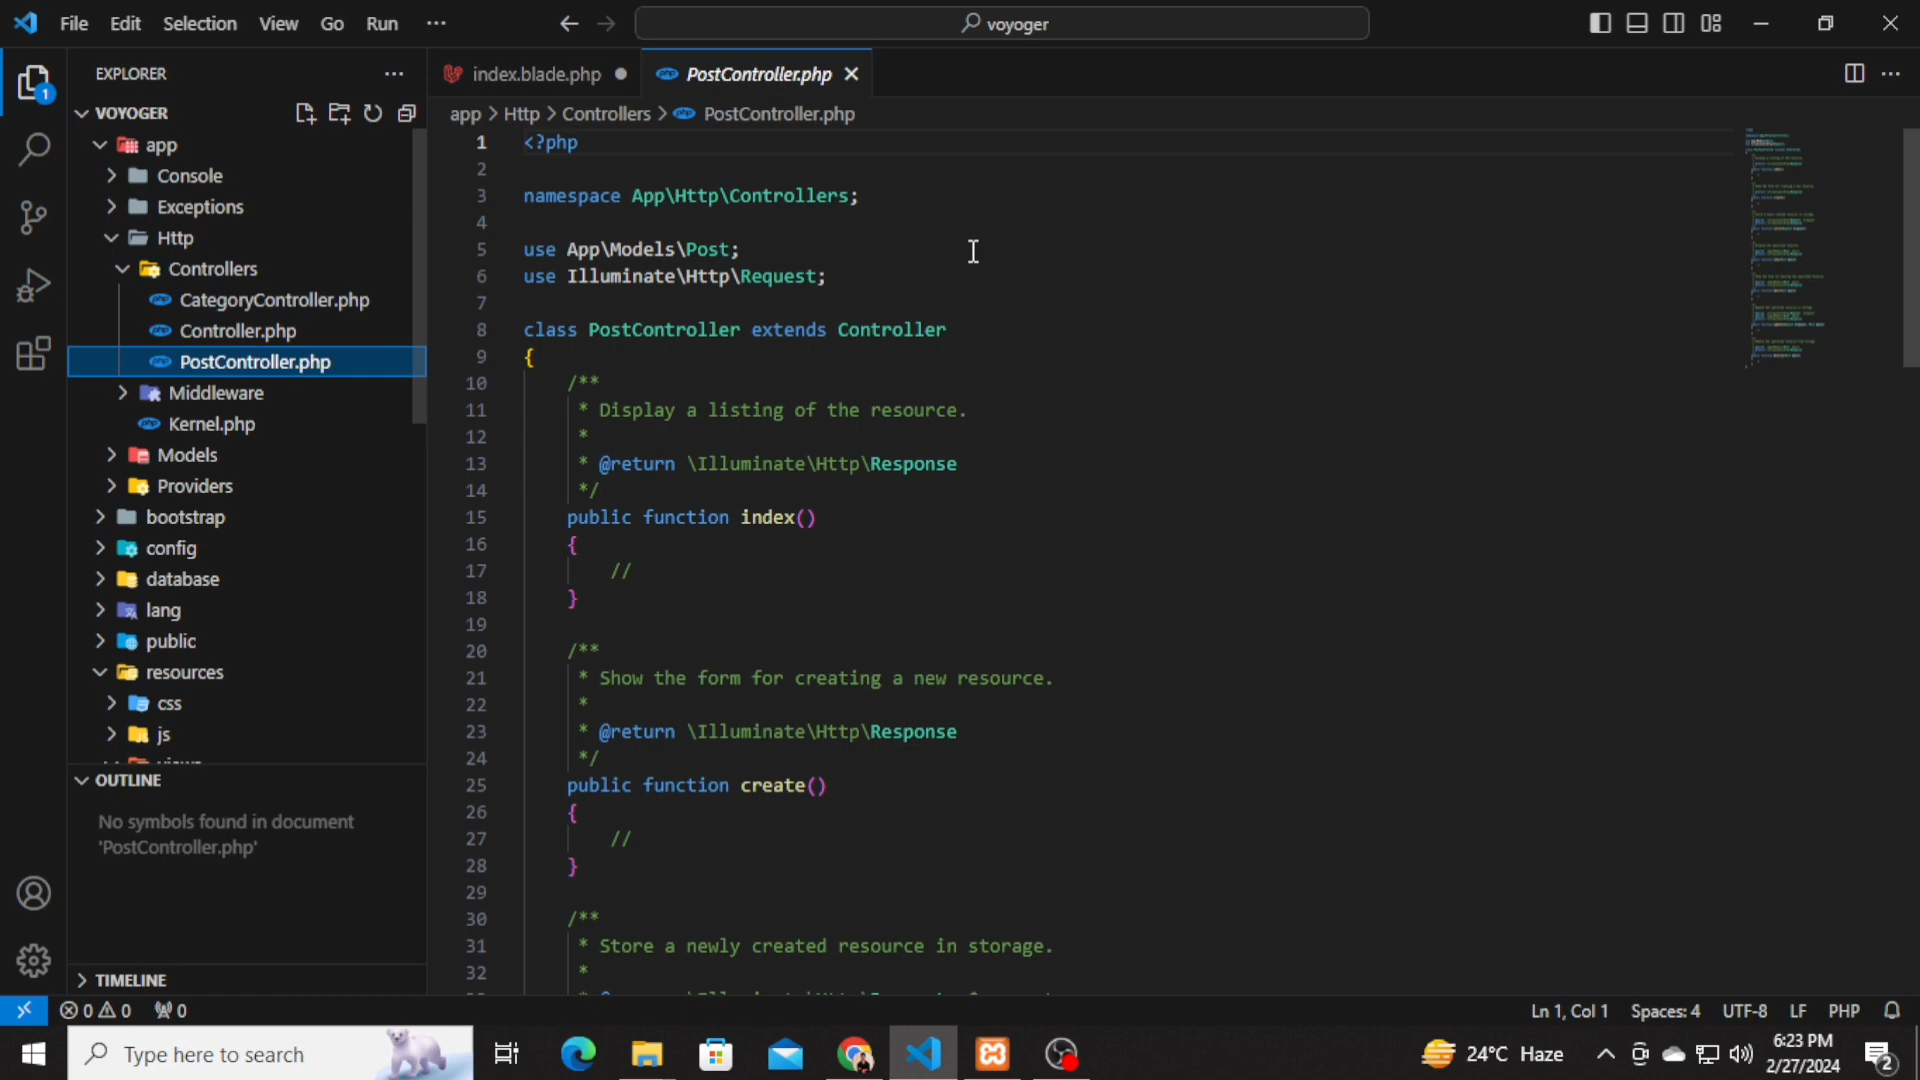 File Edit Selection View Go Run ··· voyoger
EXPLORER ···
index.blade.php
PostController.php
VOYOGER
app > Http > Controllers > PostController.php
app
Console
Exceptions
Http
Controllers
CategoryController.php
Controller.php
PostController.php
Middleware
Kernel.php
Models
Providers
bootstrap
config
database
lang
public
resources
css
js
OUTLINE
No symbols found in document
'PostController.php'
TIMELINE
1 <?php
2
3 namespace App\Http\Controllers;
4
5 use App\Models\Post;
6 use Illuminate\Http\Request;
7
8 class PostController extends Controller
9 {
10 /**
11 * Display a listing of the resource.
12 *
13 * @return \Illuminate\Http\Response
14 */
15 public function index()
16 {
17 //
18 }
19
20 /**
21 * Show the form for creating a new resource.
22 *
23 * @return \Illuminate\Http\Response
24 */
25 public function create()
26 {
27 //
28 }
29
30 /**
31 * Store a newly created resource in storage.
32 *
0 0 0 Ln 1, Col 1 Spaces: 4 UTF-8 LF PHP
Type here to search
24°C Haze
6:23 PM
2/27/2024
2